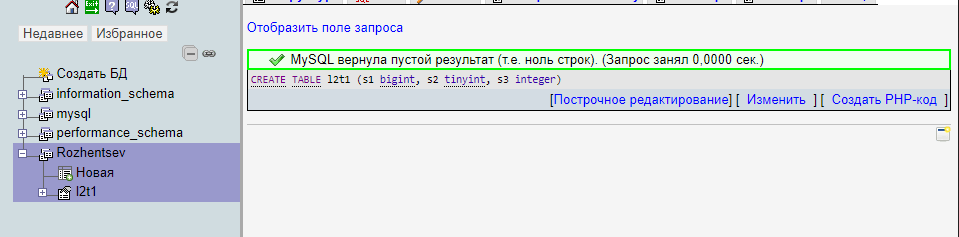 Недавнее Избранное
Создать БД
information_schema
mysql
performance_schema
Rozhentsev
Новая
l2t1
Отобразить поле запроса
MySQL вернула пустой результат (т.е. ноль строк). (Запрос занял 0,0000 сек.)
CREATE TABLE l2t1 (s1 bigint, s2 tinyint, s3 integer)
[Построчное редактирование] [ Изменить ] [ Создать PHP-код ]